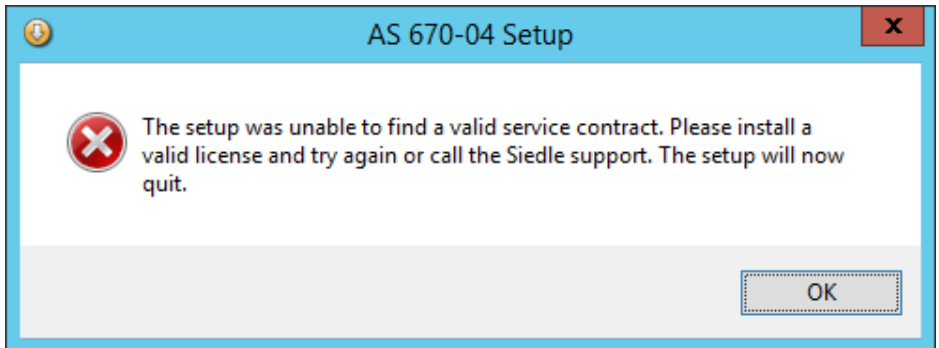 AS 670-04 Setup
x
The setup was unable to find a valid service contract. Please install a
valid license and try again or call the Siedle support. The setup will now
quit.
OK